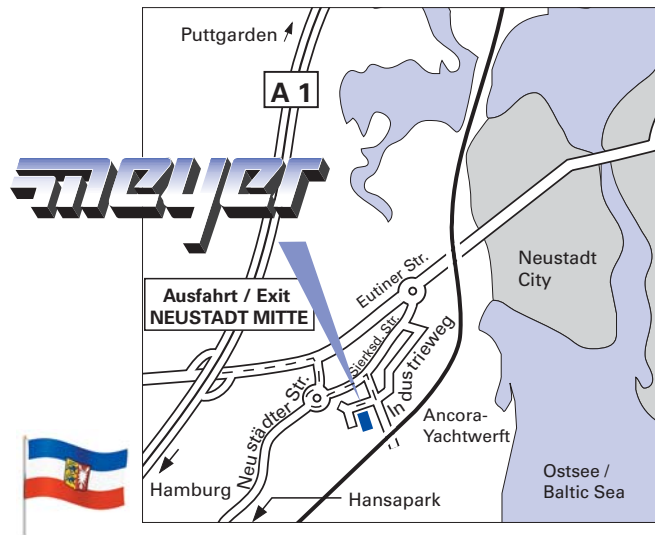 Puttgarden
A 1
meyer
Ausfahrt / Exit
NEUSTADT MITTE
Eutiner Str.
Sierksd. Str.
Industrieweg
Neustädter Str.
Neustadt
City
Ancora-
Yachtwerft
Ostsee /
Baltic Sea
Hamburg
Hansapark